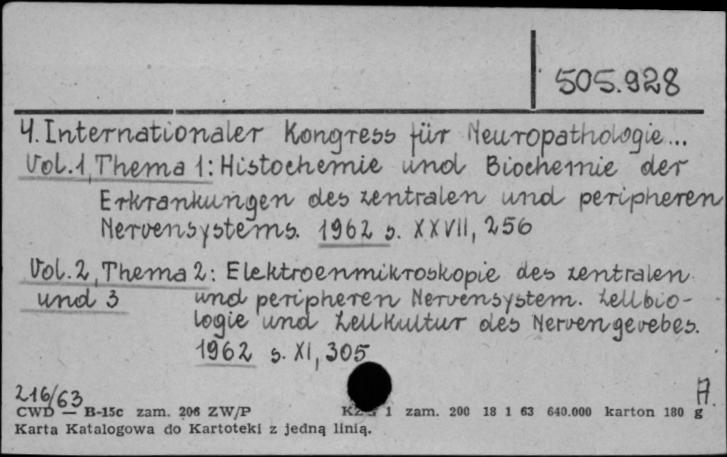 505.928
4. Internationaler Kongress für Neuropathologie...
Vol. 1, Thema 1: Histochemie und Biochemie der
Erkrankungen des zentralen und peripheren
Nervensystems. 1962 s. XXVII, 256
Vol. 2, Thema 2: Elektroenmikroskopie des zentralen
und 3 und peripheren Nervensystem. Zellbio-
logie und Zellkultur des Nervengevebes.
1962 s. XI, 305
216/63
A
CWD — B-15c zam. 206 ZW/P 1 zam. 200 18 1 63 640.000 karton 180 g
Karta Katalogowa do Kartoteki z jedną linią.